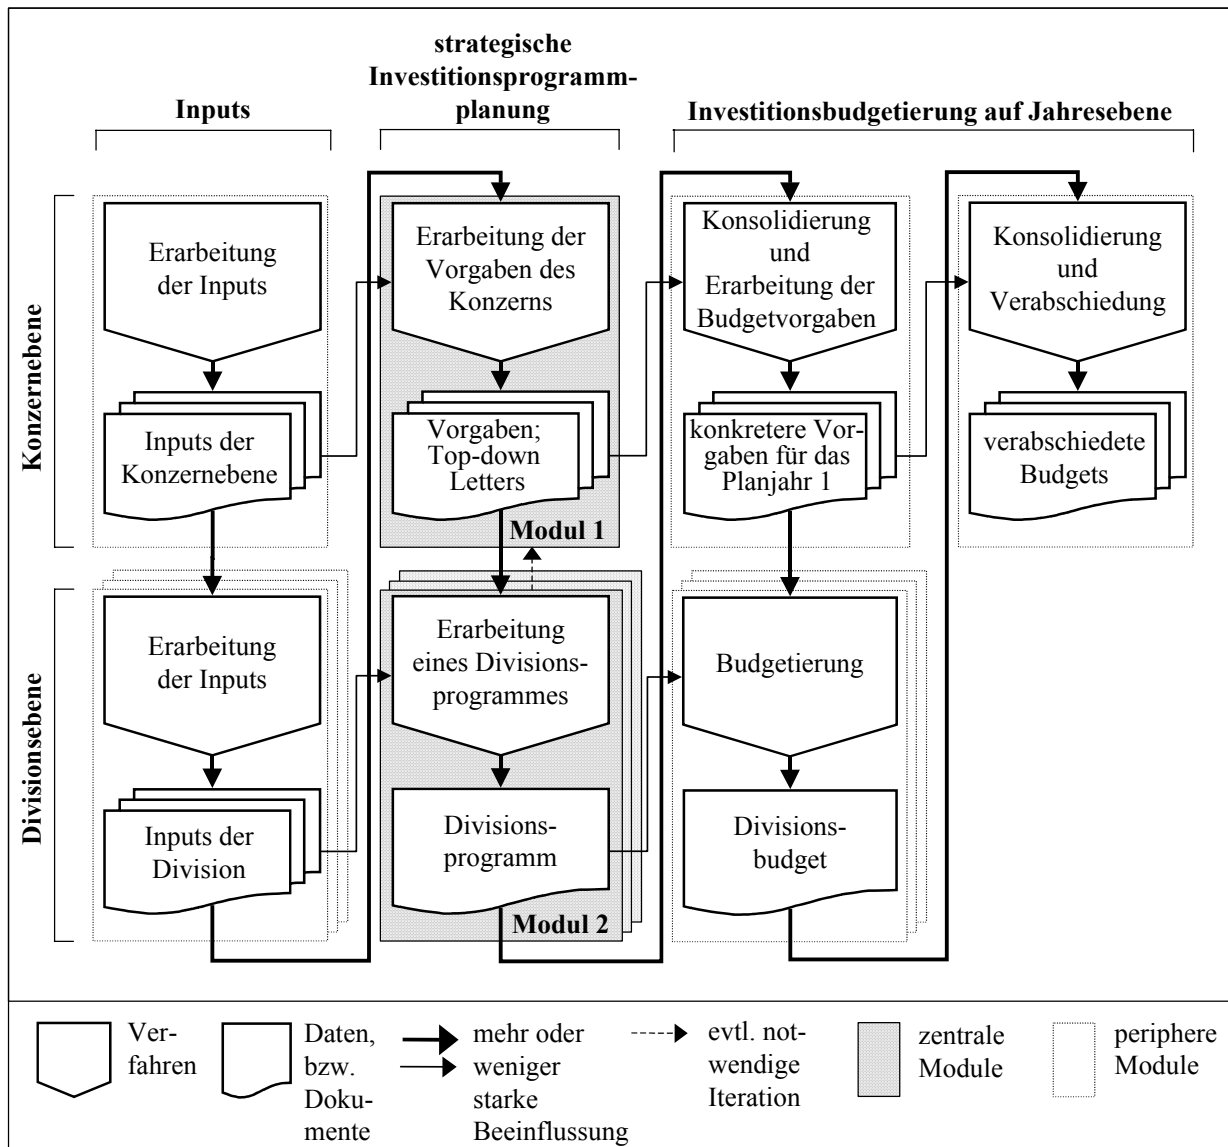 strategische
Investitionsprogramm-
planung
Inputs
Investitionsbudgetierung auf Jahresebene
Konzernebene
Erarbeitung
der Inputs
Erarbeitung der
Vorgaben des
Konzerns
Konsolidierung
und
Erarbeitung der
Budgetvorgaben
Konsolidierung
und
Verabschiedung
Inputs der
Konzernebene
Vorgaben;
Top-down
Letters
Modul 1
konkretere Vor-
gaben für das
Planjahr 1
verabschiedete
Budgets
Divisionsebene
Erarbeitung
der Inputs
Erarbeitung
eines Divisions-
programmes
Budgetierung
Inputs der
Division
Divisions-
programm
Modul 2
Divisions-
budget
Ver-
fahren
Daten,
bzw.
Doku-
mente
mehr oder
weniger
starke
Beeinflussung
evtl. not-
wendige
Iteration
zentrale
Module
periphere
Module